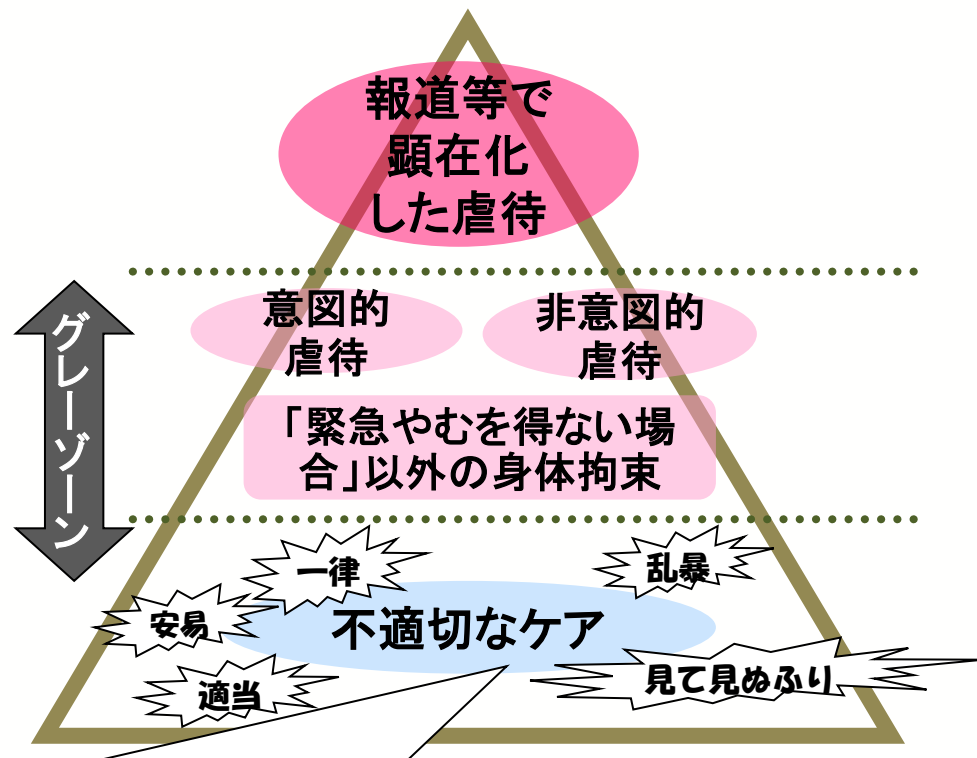 報道等で
顕在化
した虐待
グレーゾーン
意図的
虐待
非意図的
虐待
「緊急やむを得ない場
合」以外の身体拘束
一律
乱暴
安易
不適切なケア
適当
見て見ぬふり